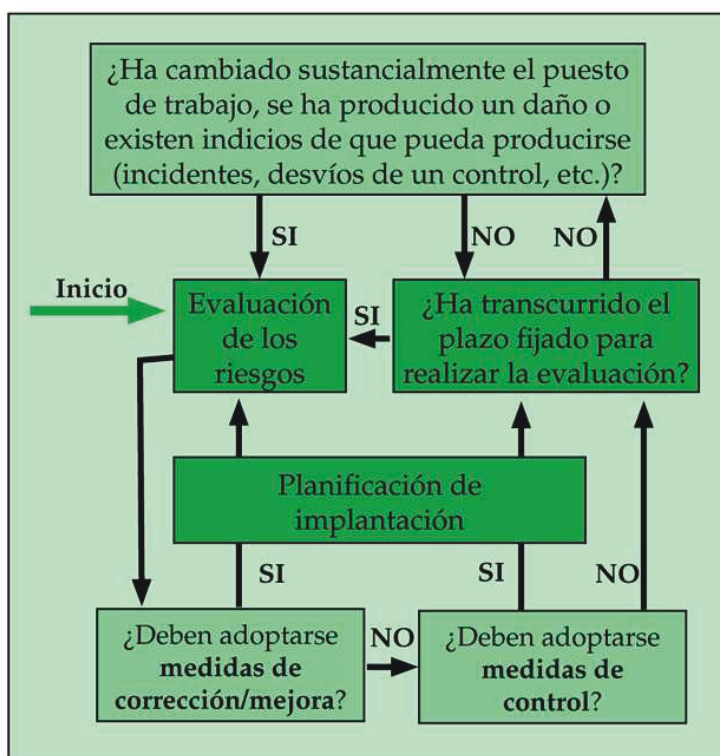 ¿Ha cambiado sustancialmente el puesto
de trabajo, se ha producido un daño o
existen indicios de que pueda producirse
(incidentes, desvíos de un control, etc.)?
SI
NO
NO
Inicio
Evaluación
de los
riesgos
SI
¿Ha transcurrido el
plazo fijado para
realizar la evaluación?
Planificación de
implantación
SI
SI
NO
¿Deben adoptarse
medidas de
corrección/mejora?
NO
¿Deben adoptarse
medidas de
control?